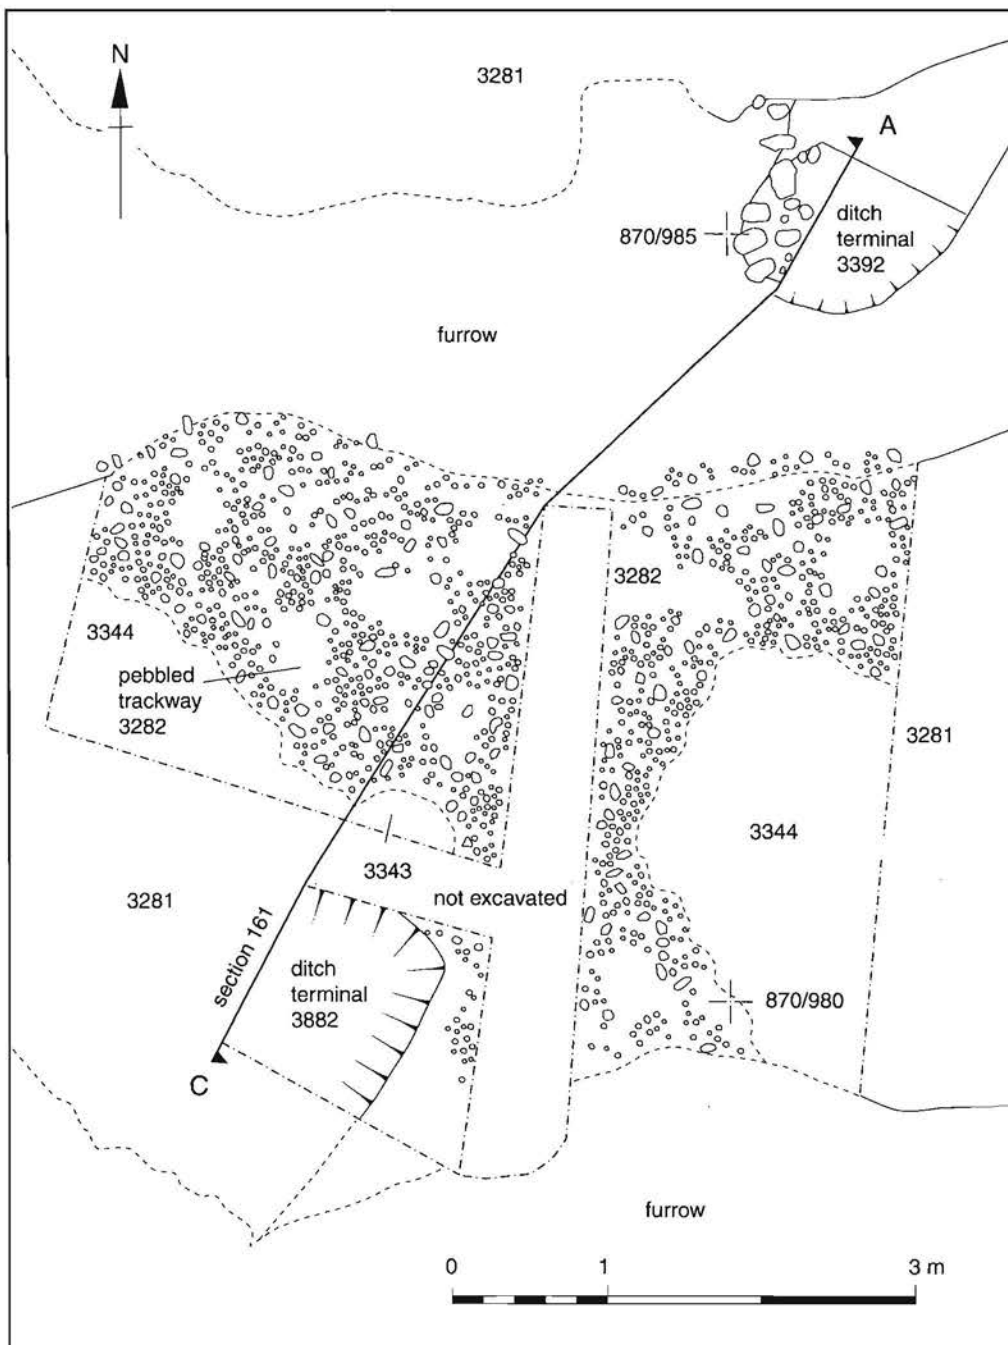 N
3281
A
ditch
terminal
3392
870/985
furrow
3282
3344
pebbled
trackway
3282
3281
3344
3343
not excavated
3281
section 161
ditch
terminal
3882
870/980
C
furrow
0 1 3 m